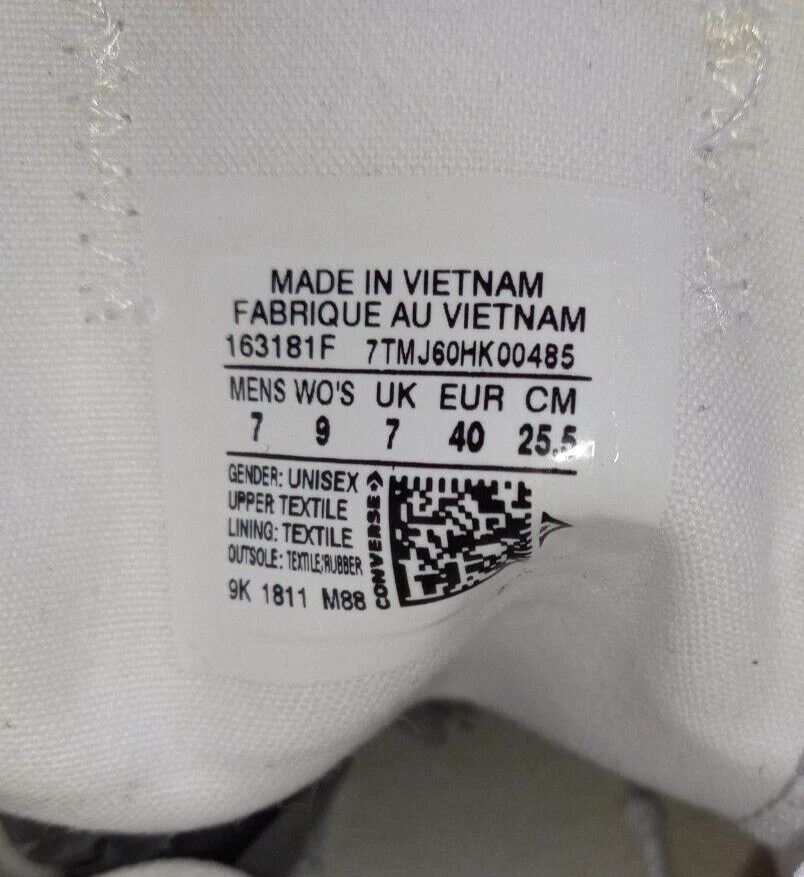 MADE IN VIETNAM
FABRIQUE AU VIETNAM
163181F 7TMJ60HK00485
MENS WO'S UK EUR CM
7 9 7 40 25.5
GENDER: UNISEX
UPPER TEXTILE
LINING: TEXTILE
OUTSOLE: TEXTILE/RUBBER
9K 1811 M88
CONVERSE